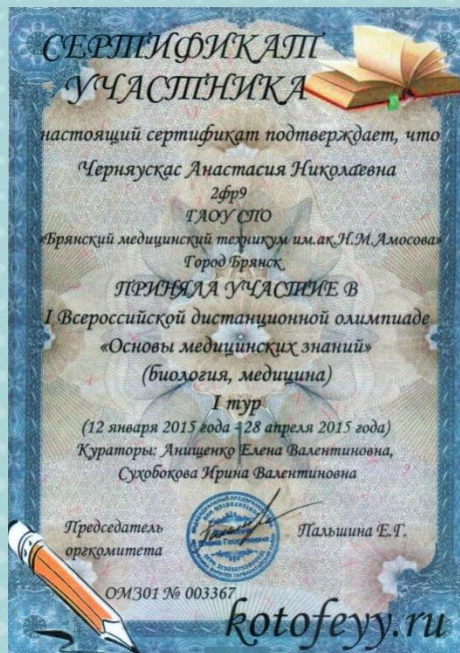 СЕРТИФИКАТ
УЧАСТНИКА
настоящий сертификат подтверждает, что
Черняускас Анастасия Николаевна
2фр9
ГАОУ СПО
«Брянский медицинский техникум им.ак.Н.М.Амосова»
Город Брянск
ПРИНЯЛА УЧАСТИЕ В
I Всероссийской дистанционной олимпиаде
«Основы медицинских знаний»
(биология, медицина)
I тур
(12 января 2015 года - 28 апреля 2015 года)
Кураторы: Анищенко Елена Валентиновна,
Сухобокова Ирина Валентиновна
Председатель
оргкомитета
Пальшина Е.Г.
ОМЗ01 № 003367
kotofeyy.ru